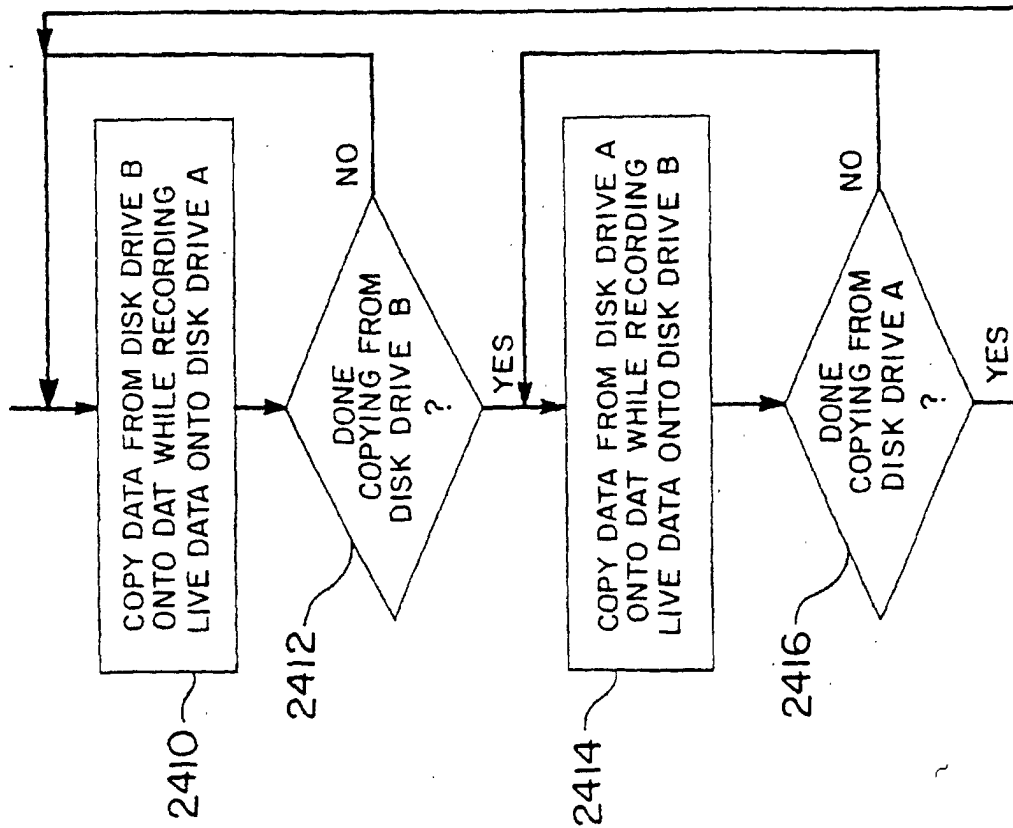 COPY DATA FROM DISK DRIVE B
ONTO DAT WHILE RECORDING
LIVE DATA ONTO DISK DRIVE A
2410
DONE
COPYING FROM
DISK DRIVE B
?
NO
YES
2412
COPY DATA FROM DISK DRIVE A
ONTO DAT WHILE RECORDING
LIVE DATA ONTO DISK DRIVE B
2414
DONE
COPYING FROM
DISK DRIVE A
?
NO
YES
2416